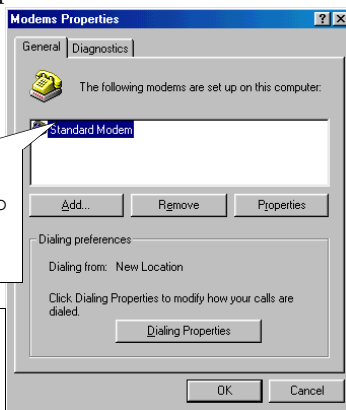 Modems Properties
General Diagnostics
The following modems are set up on this computer:
Standard Modem
Add... Remove Properties
Dialing preferences
Dialing from: New Location
Click Dialing Properties to modify how your calls are
dialed.
Dialing Properties
OK Cancel